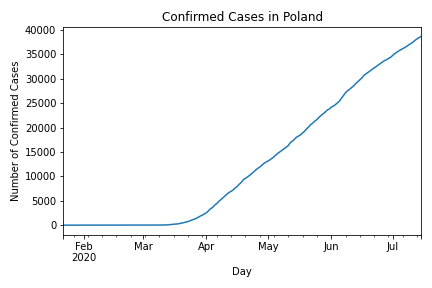 Confirmed Cases in Poland
40000
35000
30000
25000
20000
15000
10000
5000
0
Number of Confirmed Cases
Feb Mar Apr May Jun Jul
2020
Day